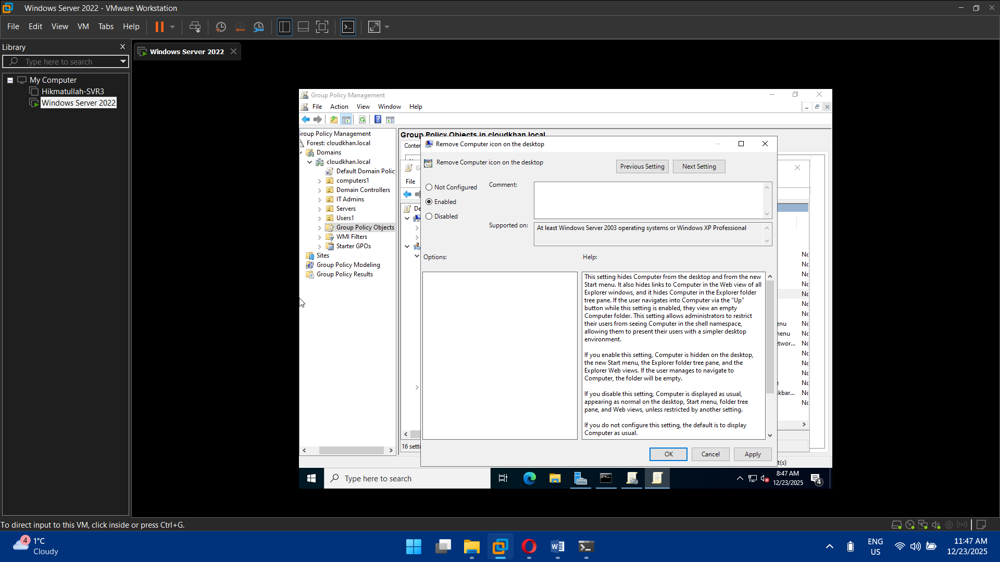 Windows Server 2022 - VMware Workstation
File Edit View VM Tabs Help
Library
Type here to search
My Computer
Hikmatullah-SVR3
Windows Server 2022
Windows Server 2022
Group Policy Management
File Action View Window Help
roup Policy Management
Forest: cloudkhan.local
Domains
cloudkhan.local
Default Domain Polic
computers1
Domain Controllers
IT Admins
Servers
Users1
Group Policy Objects
WMI Filters
Starter GPOs
Sites
Group Policy Modeling
Group Policy Results
Group Policy Objects in cloudkhan.local
Conter
G
File
De
16 setti
Remove Computer icon on the desktop
Remove Computer icon on the desktop
Previous Setting Next Setting
Not Configured
Enabled
Disabled
Comment:
Supported on:
At least Windows Server 2003 operating systems or Windows XP Professional
Options:
Help:
This setting hides Computer from the desktop and from the new
Start menu. It also hides links to Computer in the Web view of all
Explorer windows, and it hides Computer in the Explorer folder
tree pane. If the user navigates into Computer via the "Up"
button while this setting is enabled, they view an empty
Computer folder. This setting allows administrators to restrict
their users from seeing Computer in the shell namespace,
allowing them to present their users with a simpler desktop
environment.
If you enable this setting, Computer is hidden on the desktop,
the new Start menu, the Explorer folder tree pane, and the
Explorer Web views. If the user manages to navigate to
Computer, the folder will be empty.
If you disable this setting, Computer is displayed as usual,
appearing as normal on the desktop, Start menu, folder tree
pane, and Web views, unless restricted by another setting.
If you do not configure this setting, the default is to display
Computer as usual.
OK Cancel Apply
Nc
Nc
Nc
Nc
Nc
Nc
Nc
enu Nc
nenu Nc
twor... Nc
Nc
Nc
Nc
e Nc
kbar... Nc
Nc
t(s)
Type here to search
8:47 AM
12/23/2025
4
To direct input to this VM, click inside or press Ctrl+G.
4
1°C
Cloudy
ENG
US
11:47 AM
12/23/2025